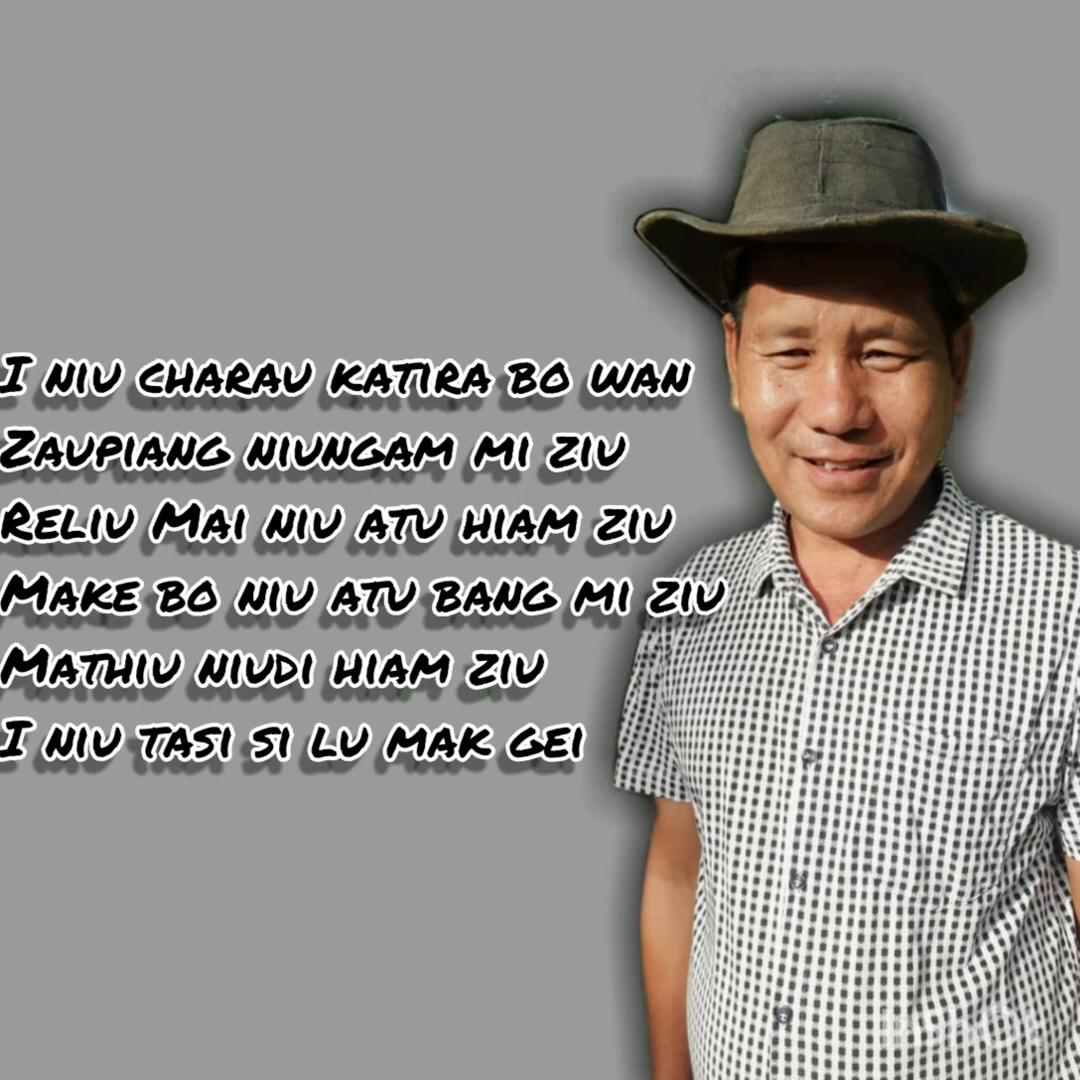 I niu charau katira bo wan
Zaupiang niungam mi ziu
Reliu Mai niu atu hiam ziu
Make bo niu atu bang mi ziu
Mathiu niudi hiam ziu
I niu tasi si lu mak gei